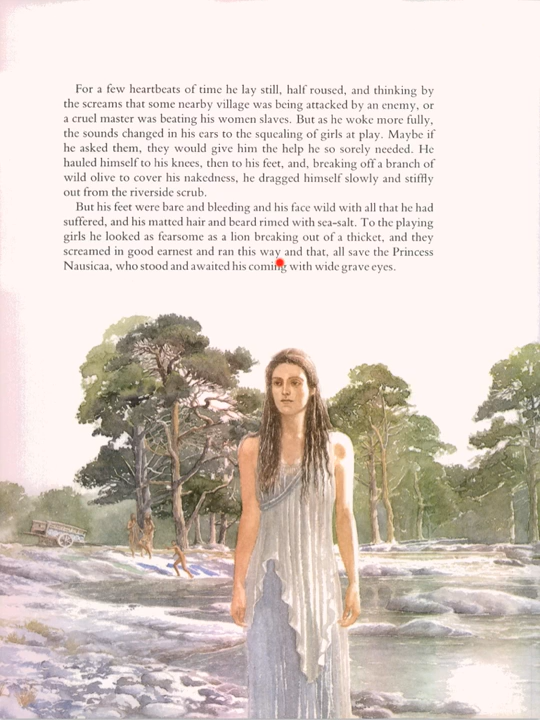 For a few heartbeats of time he lay still, half roused, and thinking by
the screams that some nearby village was being attacked by an enemy, or
a cruel master was beating his women slaves. But as he woke more fully,
the sounds changed in his ears to the squealing of girls at play. Maybe if
he asked them, they would give him the help he so sorely needed. He
hauled himself to his knees, then to his feet, and, breaking off a branch of
wild olive to cover his nakedness, he dragged himself slowly and stiffly
out from the riverside scrub.
But his feet were bare and bleeding and his face wild with all that he had
suffered, and his matted hair and beard rimed with sea-salt. To the playing
girls he looked as fearsome as a lion breaking out of a thicket, and they
screamed in good earnest and ran this way and that, all save the Princess
Nausicaa, who stood and awaited his coming with wide grave eyes.